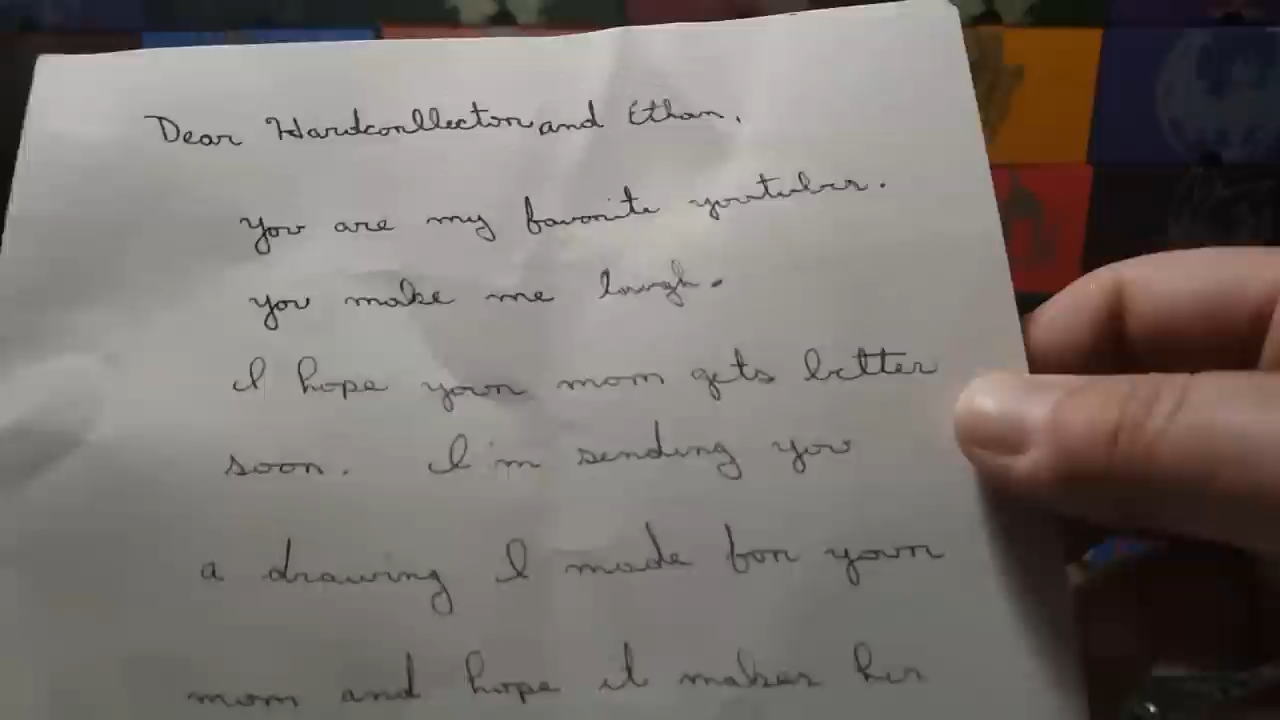 Dear Hardconllector and Ethan,
You are my favorite youtuber.
You make me laugh.
I hope your mom gets better
soon. I'm sending you
a drawing I made for your
mom and hope it makes her